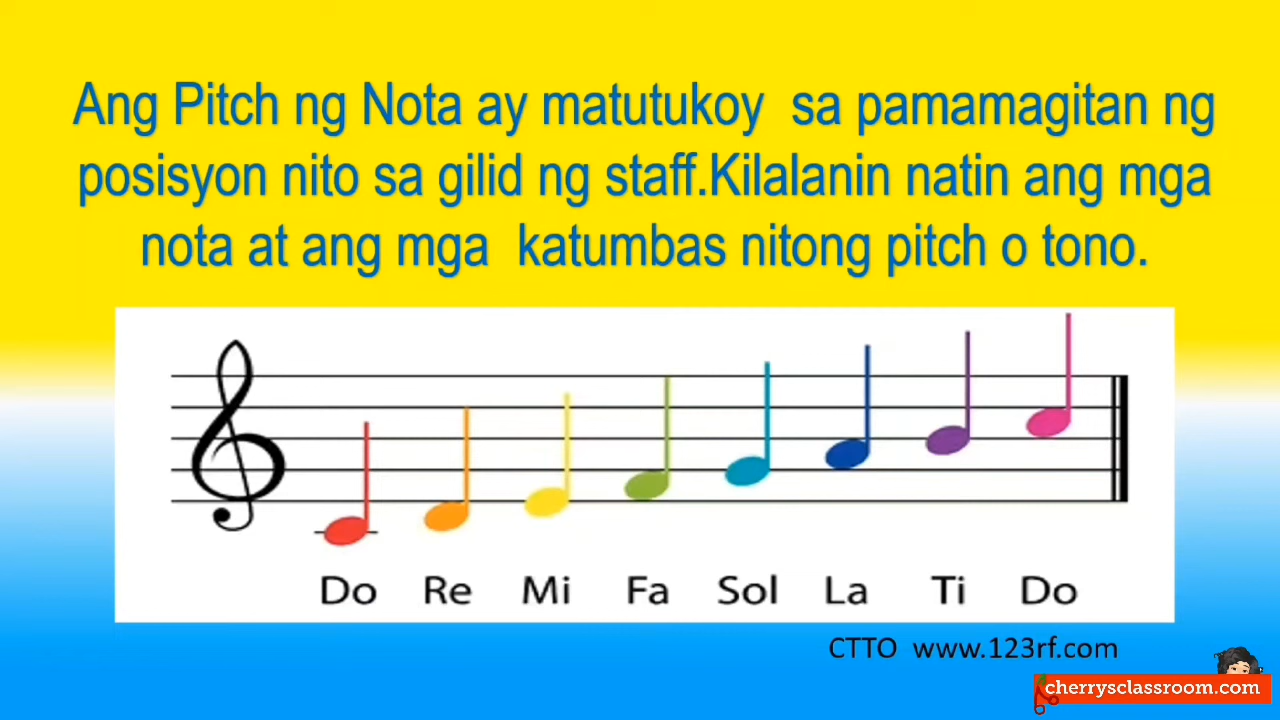 Ang Pitch ng Nota ay matutukoy sa pamamagitan ng
posisyon nito sa gilid ng staff.Kilalanin natin ang mga
nota at ang mga katumbas nitong pitch o tono.
Do Re Mi Fa Sol La Ti Do
CTTO www.123rf.com
cherrysclassroom.com